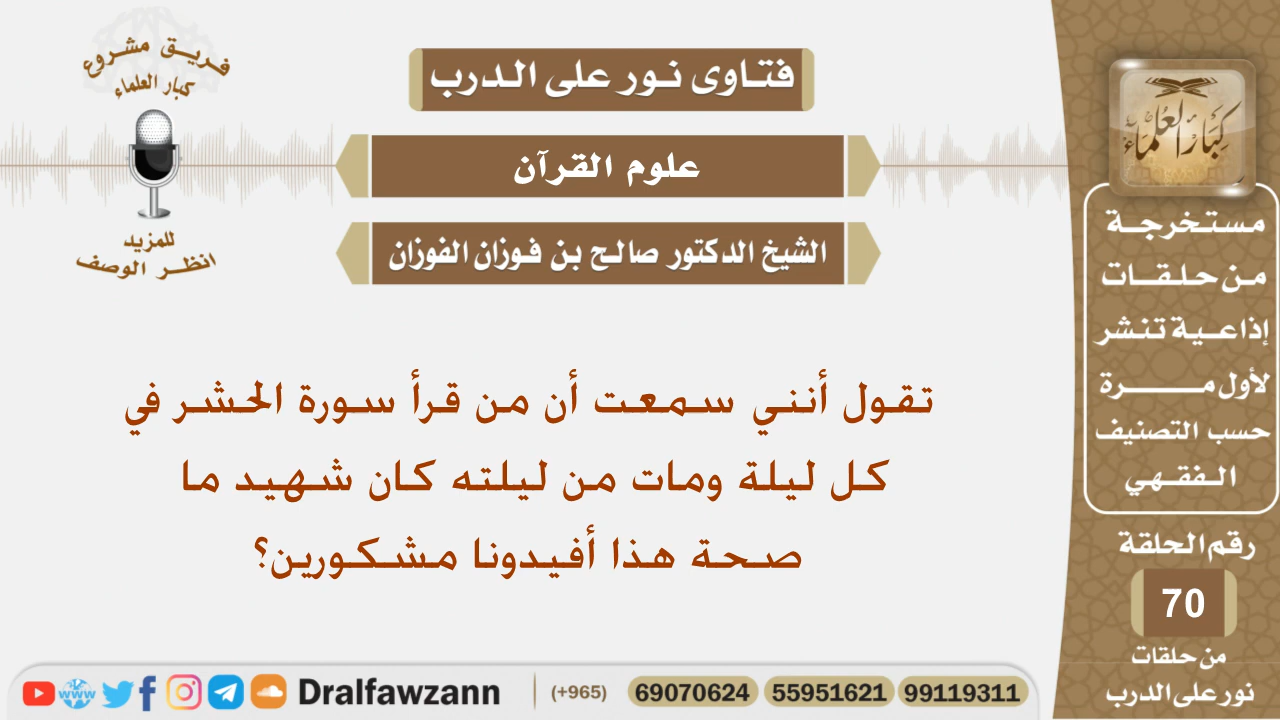 فريق مشروع
كبار العلماء
للمزيد
انظر الوصف
فتاوى نور على الدرب
علوم القرآن
الشيخ الدكتور صالح بن فوزان الفوزان
تقول أنني سمعت أن من قرأ سورة الحشر في
كل ليلة ومات من ليلته كان شهيد ما
صحة هذا أفيدونا مشكورين؟
كبار العلماء
مستخرجة
من حلقات
إذاعية تنشر
لأول مرة
حسب التصنيف
الفقهي
رقم الحلقة
70
من حلقات
نور على الدرب
www
Dralfawzann
(+965) 69070624 55951621 99119311